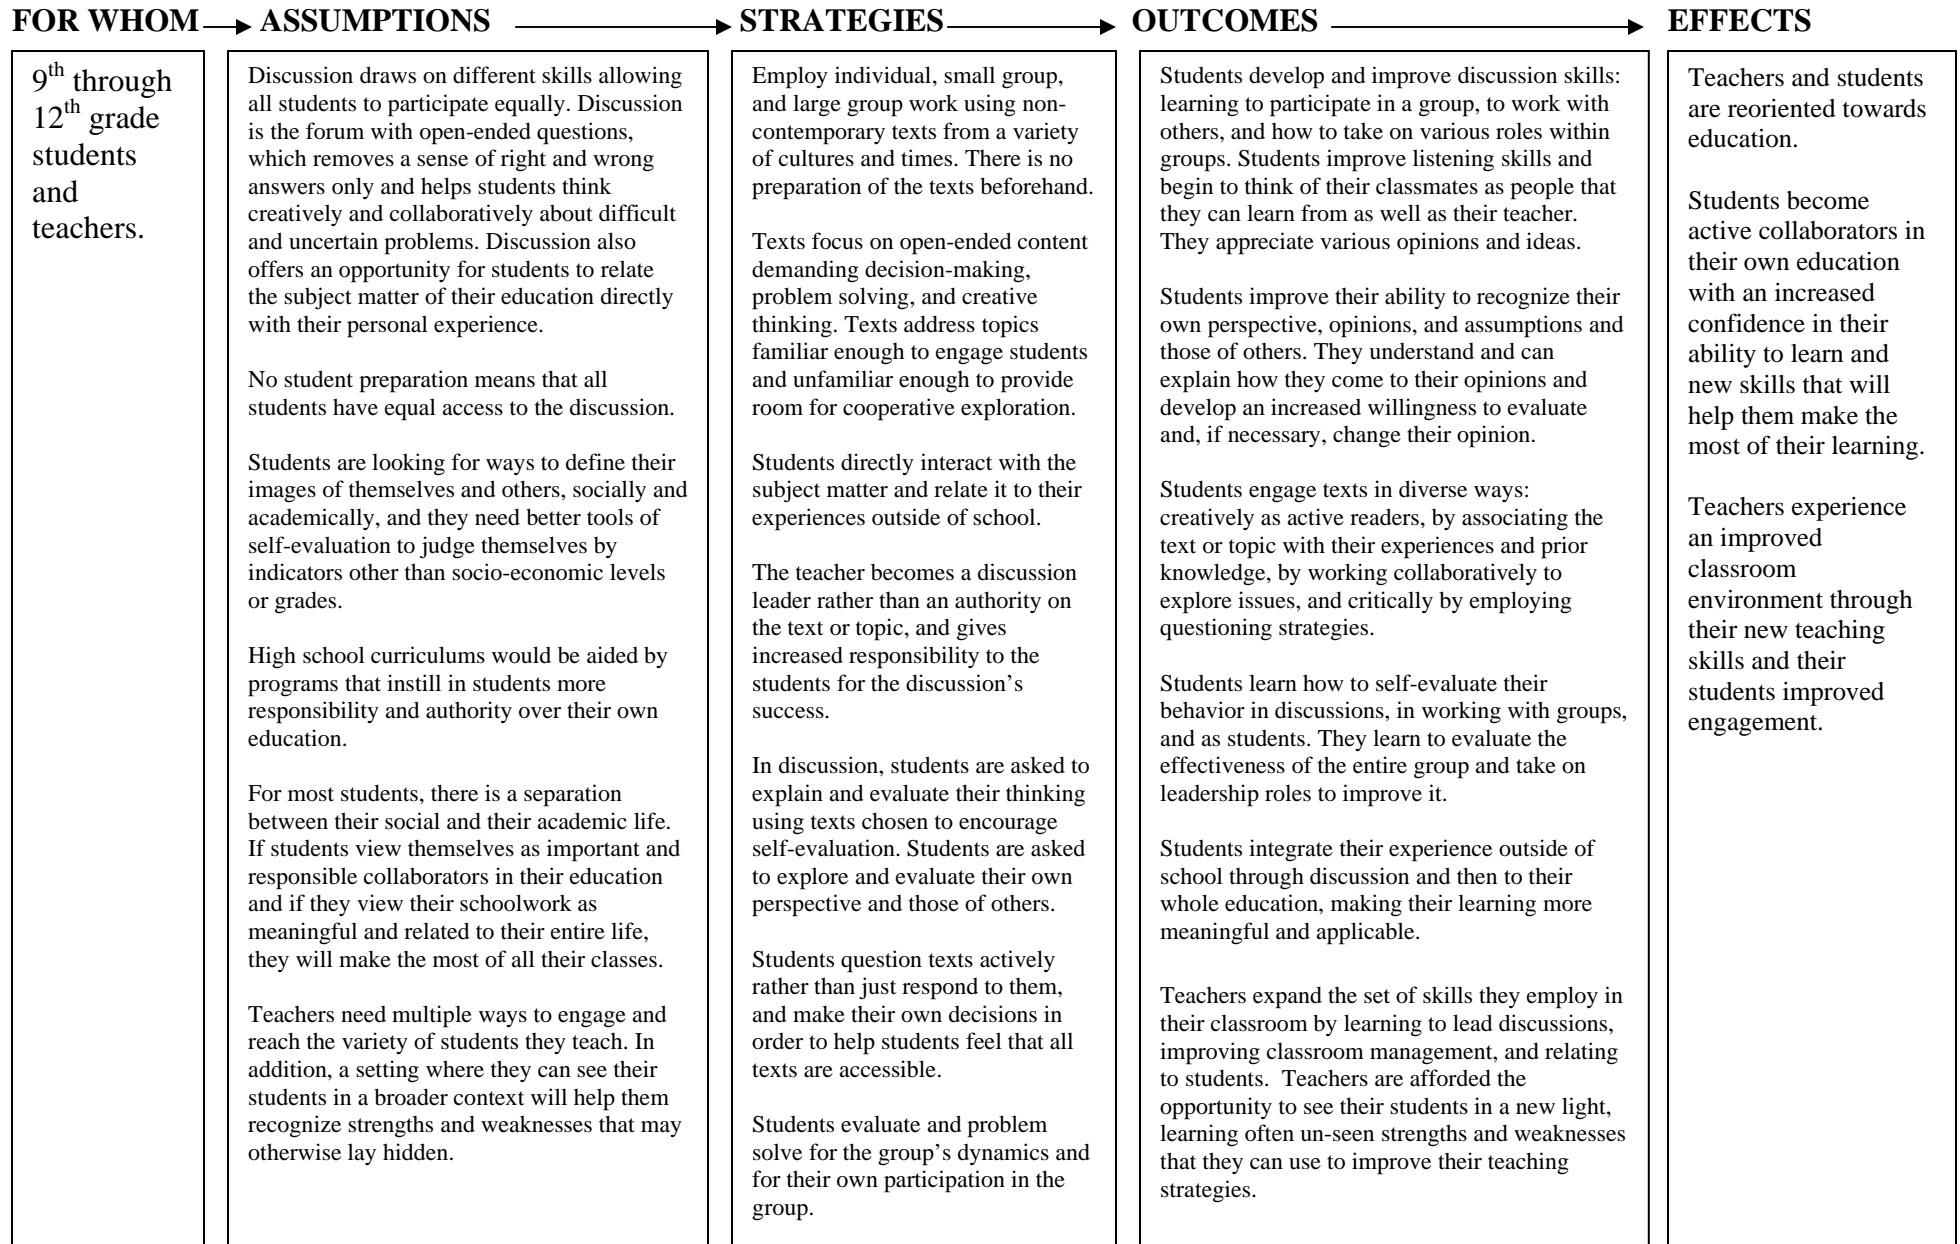 FOR WHOM ASSUMPTIONS STRATEGIES OUTCOMES EFFECTS
9th through
12th grade
students
and
teachers.
Discussion draws on different skills allowing
all students to participate equally. Discussion
is the forum with open-ended questions,
which removes a sense of right and wrong
answers only and helps students think
creatively and collaboratively about difficult
and uncertain problems. Discussion also
offers an opportunity for students to relate
the subject matter of their education directly
with their personal experience.
No student preparation means that all
students have equal access to the discussion.
Students are looking for ways to define their
images of themselves and others, socially and
academically, and they need better tools of
self-evaluation to judge themselves by
indicators other than socio-economic levels
or grades.
High school curriculums would be aided by
programs that instill in students more
responsibility and authority over their own
education.
For most students, there is a separation
between their social and their academic life.
If students view themselves as important and
responsible collaborators in their education
and if they view their schoolwork as
meaningful and related to their entire life,
they will make the most of all their classes.
Teachers need multiple ways to engage and
reach the variety of students they teach. In
addition, a setting where they can see their
students in a broader context will help them
recognize strengths and weaknesses that may
otherwise lay hidden.
Employ individual, small group,
and large group work using non-
contemporary texts from a variety
of cultures and times. There is no
preparation of the texts beforehand.
Texts focus on open-ended content
demanding decision-making,
problem solving, and creative
thinking. Texts address topics
familiar enough to engage students
and unfamiliar enough to provide
room for cooperative exploration.
Students directly interact with the
subject matter and relate it to their
experiences outside of school.
The teacher becomes a discussion
leader rather than an authority on
the text or topic, and gives
increased responsibility to the
students for the discussion’s
success.
In discussion, students are asked to
explain and evaluate their thinking
using texts chosen to encourage
self-evaluation. Students are asked
to explore and evaluate their own
perspective and those of others.
Students question texts actively
rather than just respond to them,
and make their own decisions in
order to help students feel that all
texts are accessible.
Students evaluate and problem
solve for the group’s dynamics and
for their own participation in the
group.
Students develop and improve discussion skills:
learning to participate in a group, to work with
others, and how to take on various roles within
groups. Students improve listening skills and
begin to think of their classmates as people that
they can learn from as well as their teacher.
They appreciate various opinions and ideas.
Students improve their ability to recognize their
own perspective, opinions, and assumptions and
those of others. They understand and can
explain how they come to their opinions and
develop an increased willingness to evaluate
and, if necessary, change their opinion.
Students engage texts in diverse ways:
creatively as active readers, by associating the
text or topic with their experiences and prior
knowledge, by working collaboratively to
explore issues, and critically by employing
questioning strategies.
Students learn how to self-evaluate their
behavior in discussions, in working with groups,
and as students. They learn to evaluate the
effectiveness of the entire group and take on
leadership roles to improve it.
Students integrate their experience outside of
school through discussion and then to their
whole education, making their learning more
meaningful and applicable.
Teachers expand the set of skills they employ in
their classroom by learning to lead discussions,
improving classroom management, and relating
to students. Teachers are afforded the
opportunity to see their students in a new light,
learning often un-seen strengths and weaknesses
that they can use to improve their teaching
strategies.
Teachers and students
are reoriented towards
education.
Students become
active collaborators in
their own education
with an increased
confidence in their
ability to learn and
new skills that will
help them make the
most of their learning.
Teachers experience
an improved
classroom
environment through
their new teaching
skills and their
students improved
engagement.